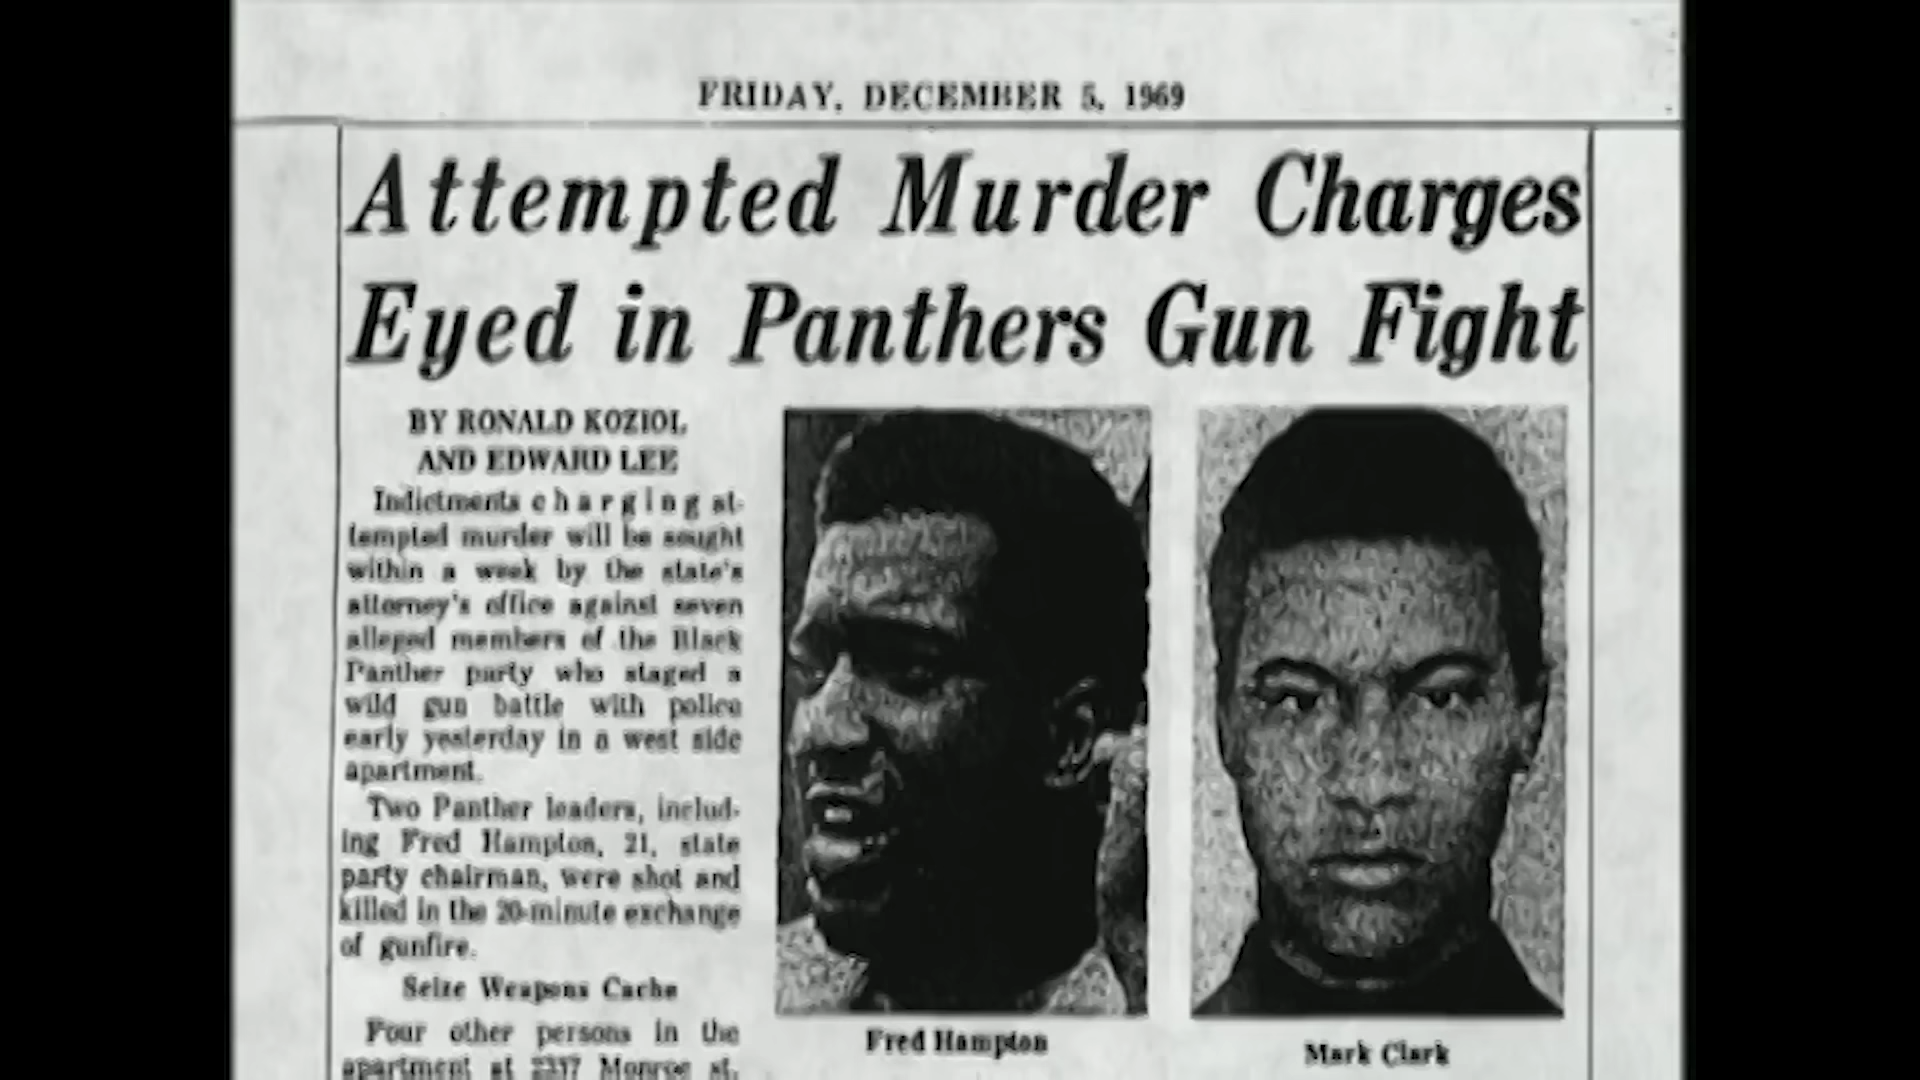 FRIDAY, DECEMBER 5, 1969
Attempted Murder Charges
Eyed in Panthers Gun Fight
BY RONALD KOZIOL
AND EDWARD LEE
Indictments charging at-
tempted murder will be sought
within a week by the state's
attorney's office against seven
alleged members of the Black
Panther party who staged a
wild gun battle with police
early yesterday in a west side
apartment.
Two Panther leaders, includ-
ing Fred Hampton, 21, state
party chairman, were shot and
killed in the 20-minute exchange
of gunfire.
Seize Weapons Cache
Four other persons in the
apartment at 2337 Monroe st.
Fred Hampton
Mark Clark